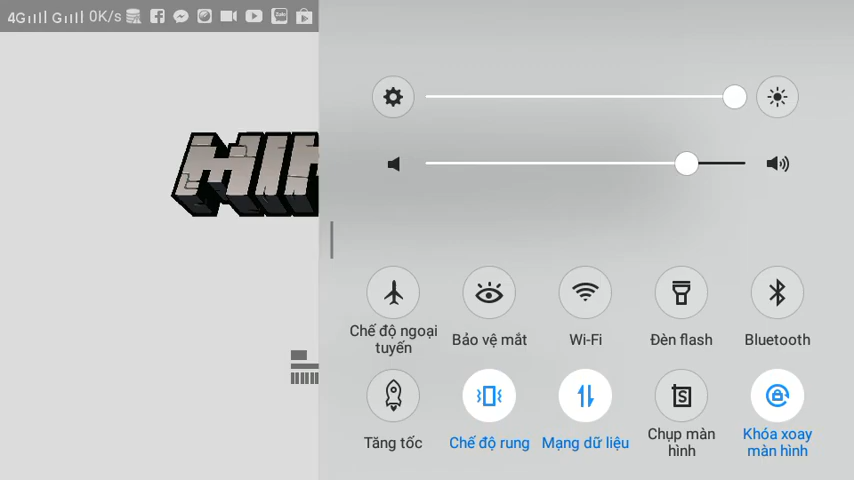 4G G 0K/s
MIN
Chế độ ngoại
tuyến
Bảo vệ mắt
Wi-Fi
Đèn flash
Bluetooth
Tăng tốc
Chế độ rung
Mạng dữ liệu
Chụp màn
hình
Khóa xoay
màn hình